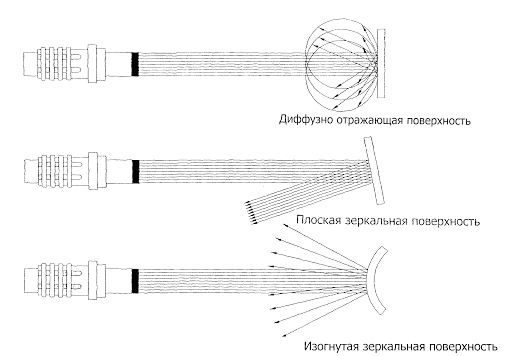 Диффузно отражающая поверхность
Плоская зеркальная поверхность
Изогнутая зеркальная поверхность